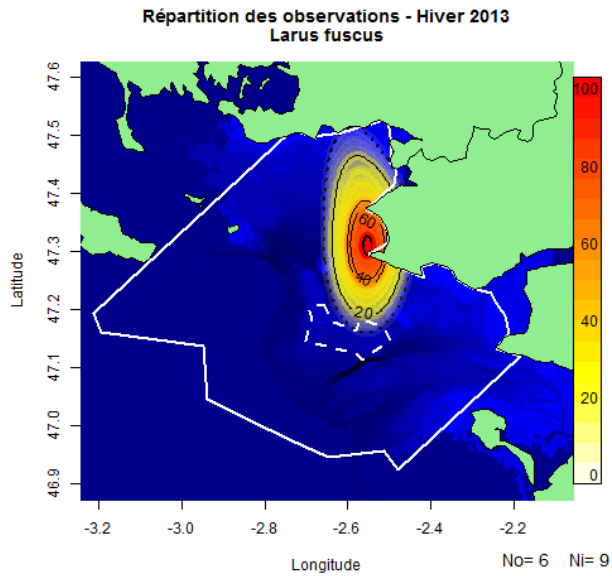 Répartition des observations - Hiver 2013
Larus fuscus
47.6
47.5
47.4
47.3
47.2
47.1
47.0
46.9
Latitude
60
40
20
100
80
60
40
20
0
-3.2 -3.0 -2.8 -2.6 -2.4 -2.2
Longitude
No= 6 Ni= 9